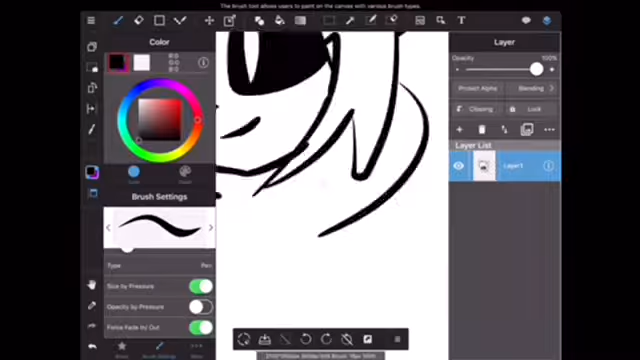 The brush tool allows users to paint on the canvas with various brush types.
T
Color
Layer
Opacity
100%
Protect Alpha
Blending
Clipping
Lock
Layer List
Layer1
Brush Settings
Type
Pen
Size by Pressure
Opacity by Pressure
Force Fade In/Out
Brush Settings